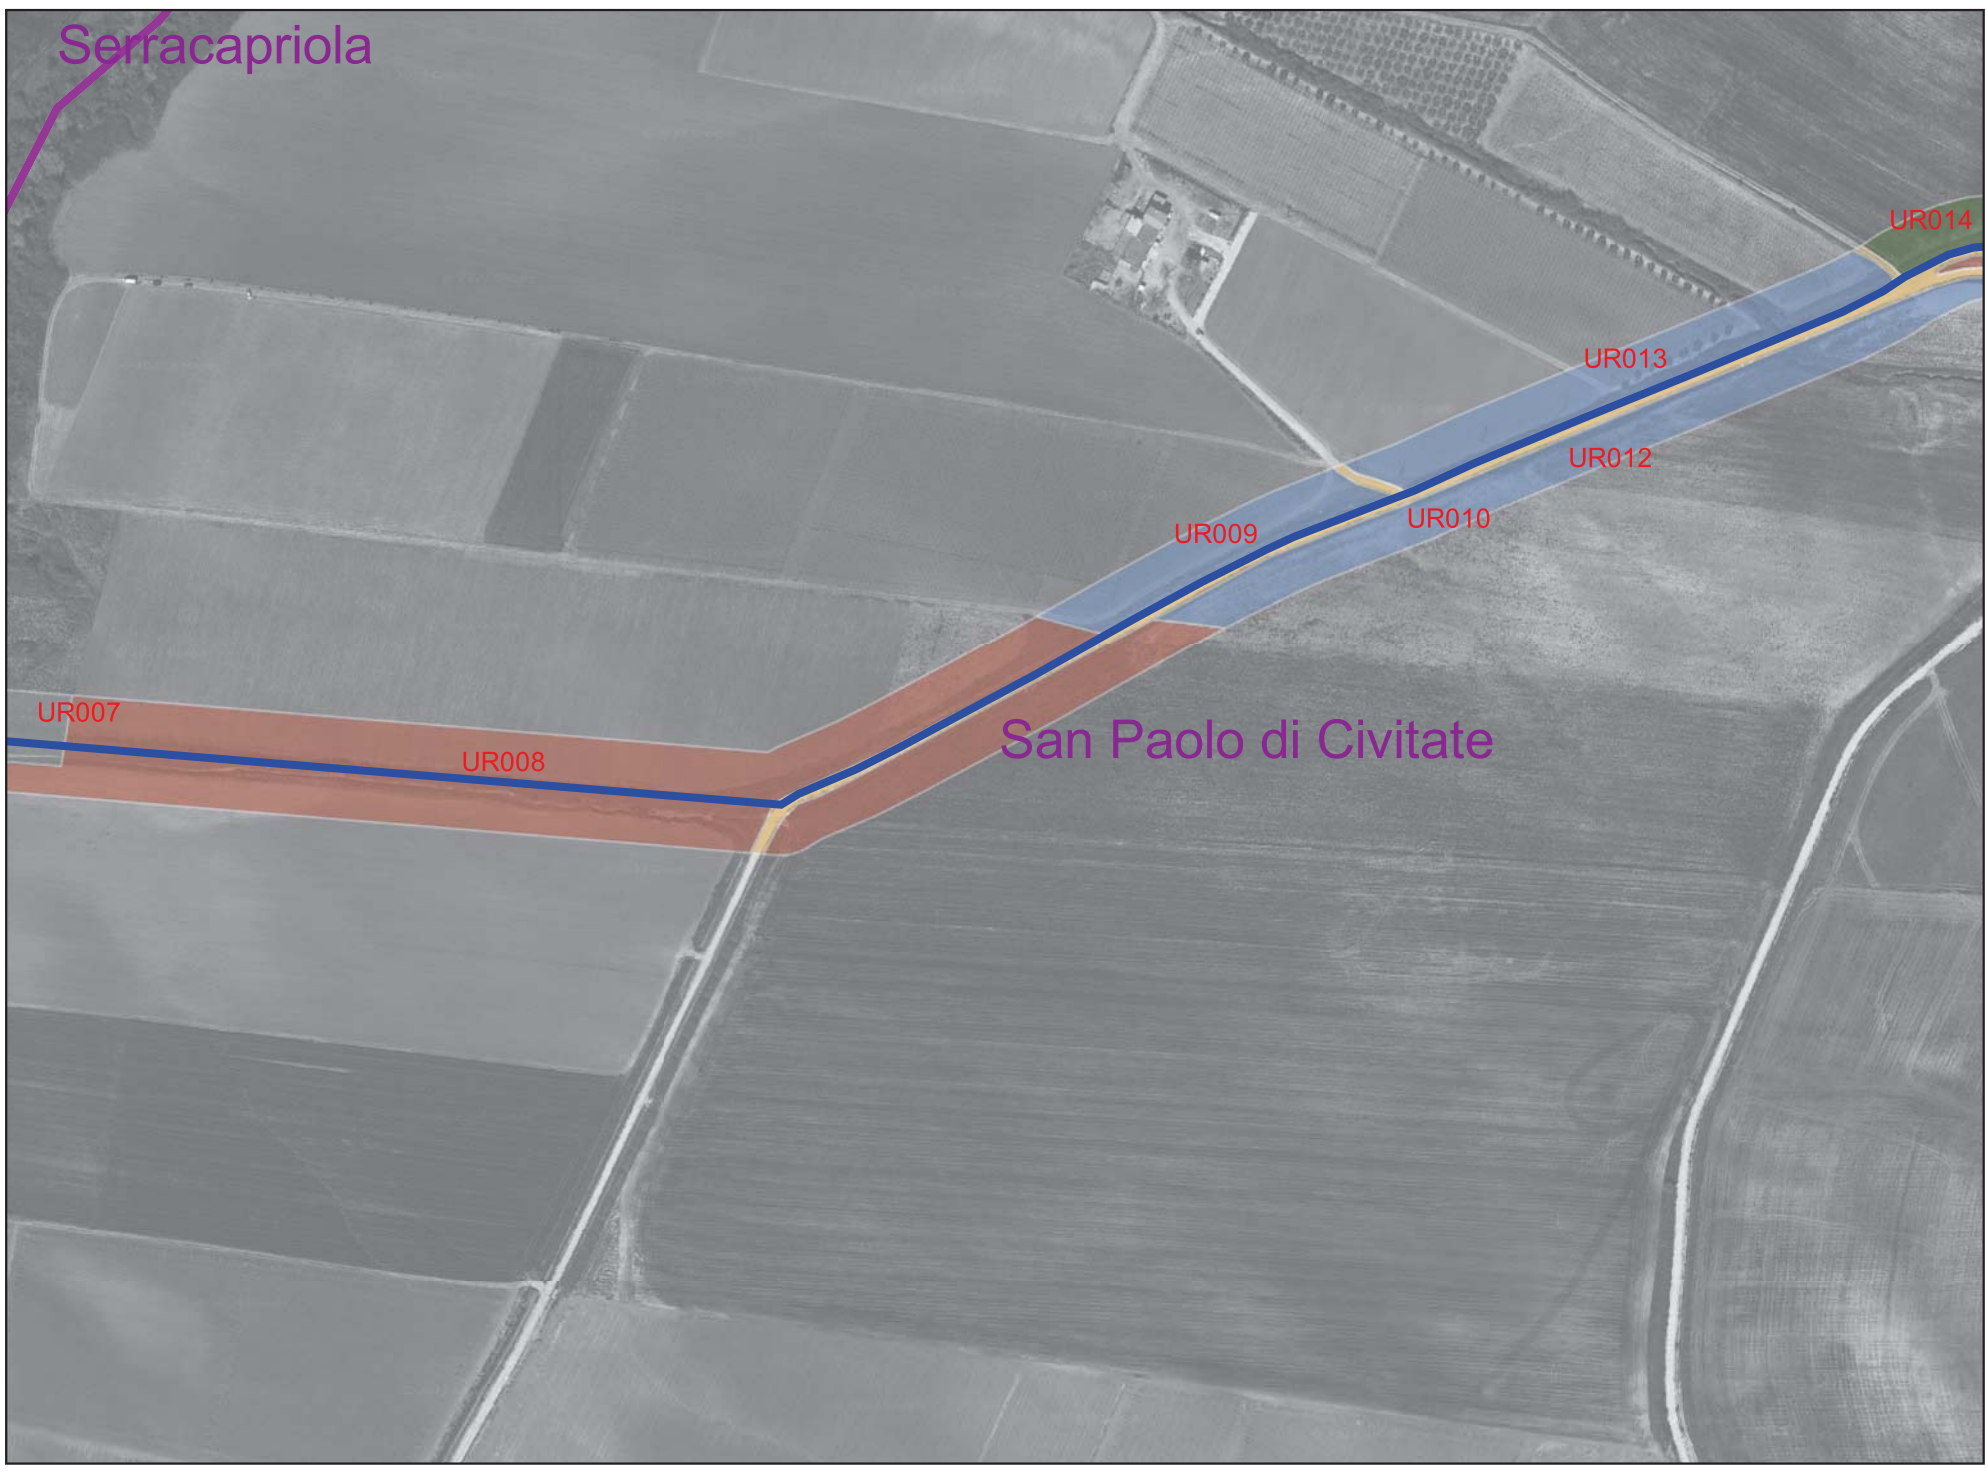 Serracapriola
UR014
UR013
UR012
UR010
UR009
UR007
San Paolo di Civitate
UR008